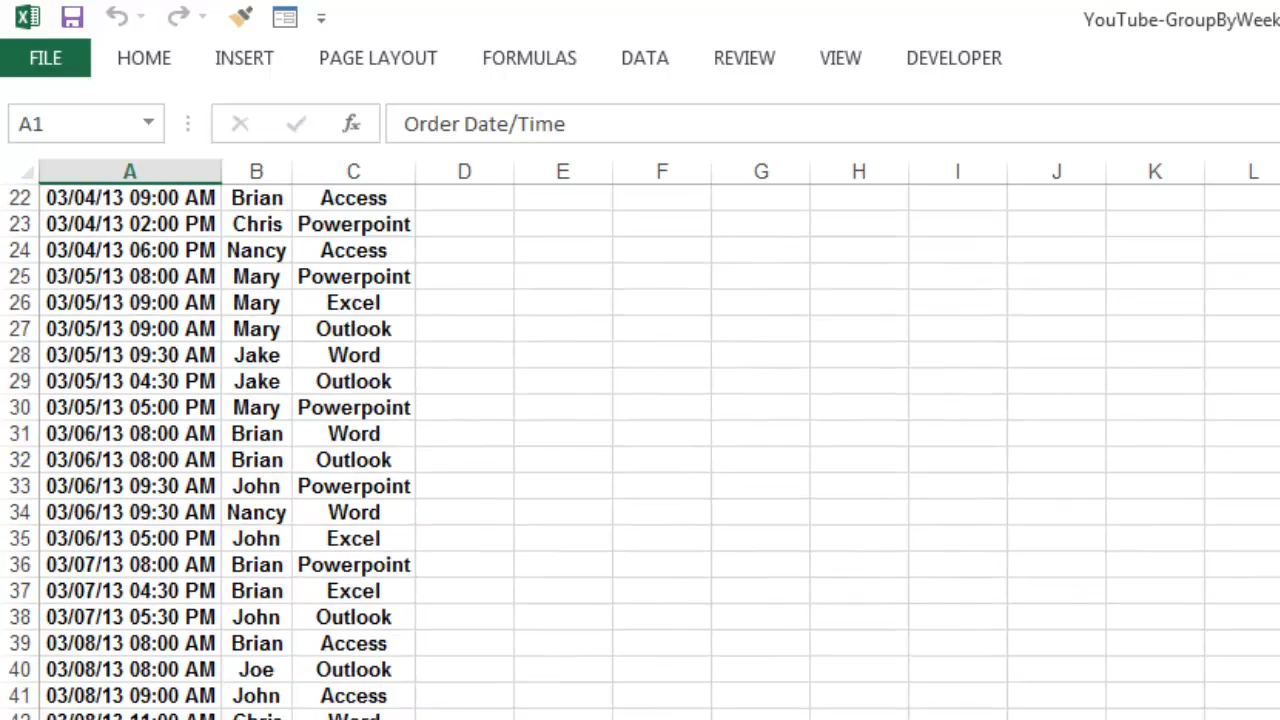 YouTube-GroupByWeek
FILE HOME INSERT PAGE LAYOUT FORMULAS DATA REVIEW VIEW DEVELOPER
A1 fx Order Date/Time
A B C D E F G H I J K L
22 03/04/13 09:00 AM Brian Access
23 03/04/13 02:00 PM Chris Powerpoint
24 03/04/13 06:00 PM Nancy Access
25 03/05/13 08:00 AM Mary Powerpoint
26 03/05/13 09:00 AM Mary Excel
27 03/05/13 09:00 AM Mary Outlook
28 03/05/13 09:30 AM Jake Word
29 03/05/13 04:30 PM Jake Outlook
30 03/05/13 05:00 PM Mary Powerpoint
31 03/06/13 08:00 AM Brian Word
32 03/06/13 08:00 AM Brian Outlook
33 03/06/13 09:30 AM John Powerpoint
34 03/06/13 09:30 AM Nancy Word
35 03/06/13 05:00 PM John Excel
36 03/07/13 08:00 AM Brian Powerpoint
37 03/07/13 04:30 PM Brian Excel
38 03/07/13 05:30 PM John Outlook
39 03/08/13 08:00 AM Brian Access
40 03/08/13 08:00 AM Joe Outlook
41 03/08/13 09:00 AM John Access
42 03/08/13 11:00 AM Chris Word